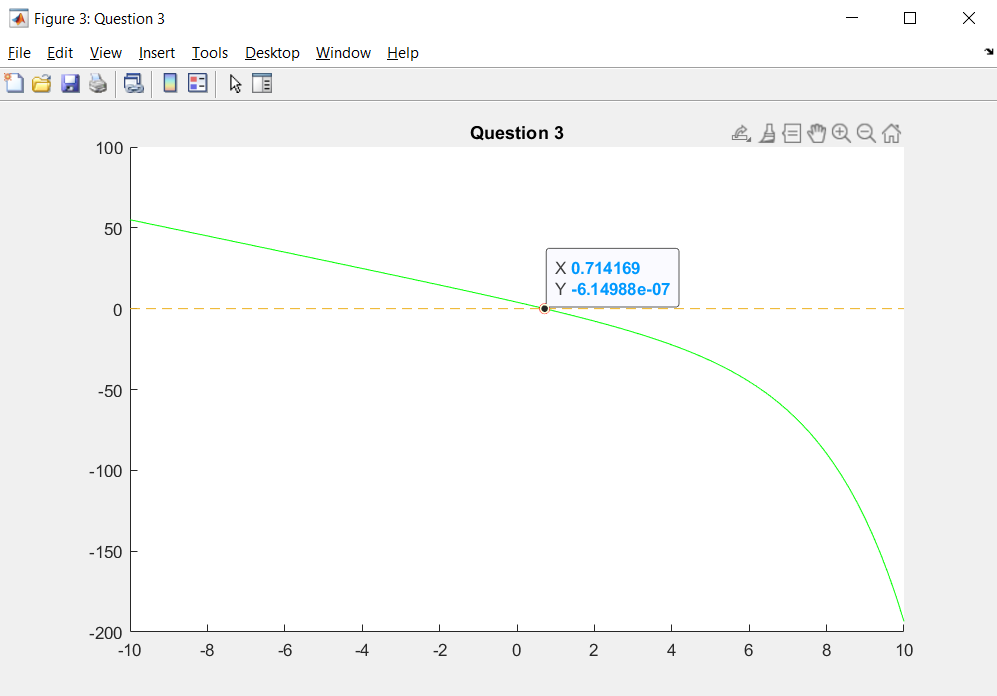 Figure 3: Question 3
File Edit View Insert Tools Desktop Window Help
Question 3
100
50
0
-50
-100
-150
-200
X 0.714169
Y -6.14988e-07
-10 -8 -6 -4 -2 0 2 4 6 8 10